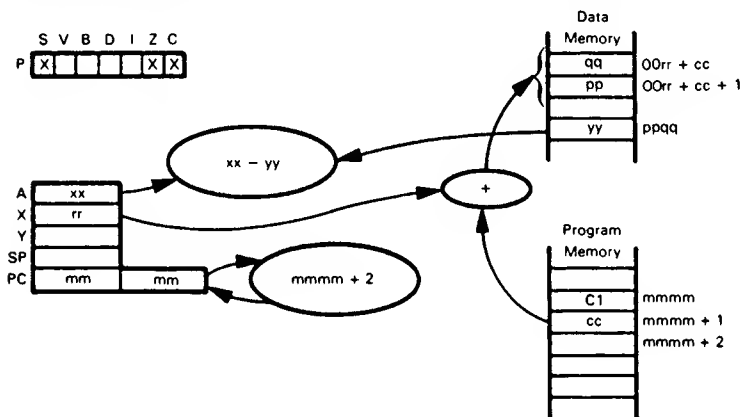 S V B D I Z C
P X X X
xx − yy
A xx
X rr
Y
SP
PC mm mm
mmmm + 2
+
Data
Memory
qq 00rr + cc
pp 00rr + cc + 1
yy ppqq
Program
Memory
C1 mmmm
cc mmmm + 1
mmmm + 2